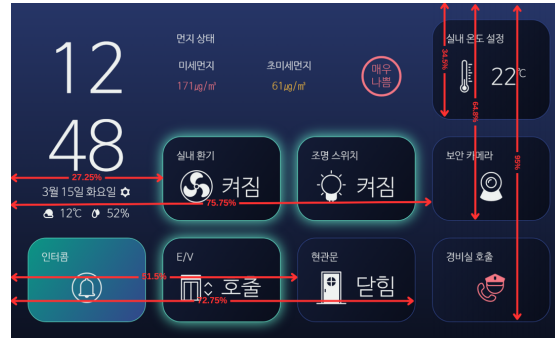 12
48
3월 15일 화요일
12℃ 52%
먼지 상태
미세먼지
171㎍/㎥
초미세먼지
61㎍/㎥
매우
나쁨
실내 온도 설정
22℃
실내 환기
켜짐
조명 스위치
켜짐
보안 카메라
인터폼
E/V
호출
현관문
닫힘
경비실 호출
34.5%
64.8%
95%
27.25%
75.75%
51.5%
72.75%